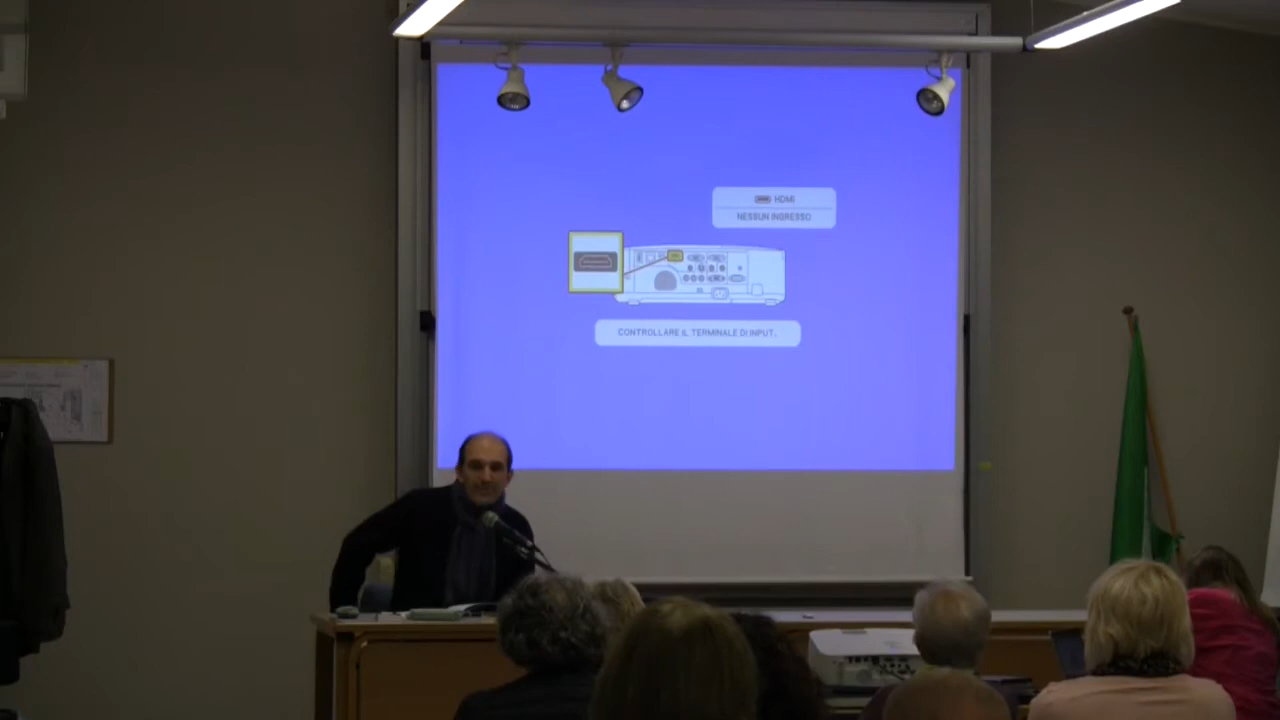 HDMI
NESSUN INGRESSO
CONTROLLARE IL TERMINALE DI INPUT.